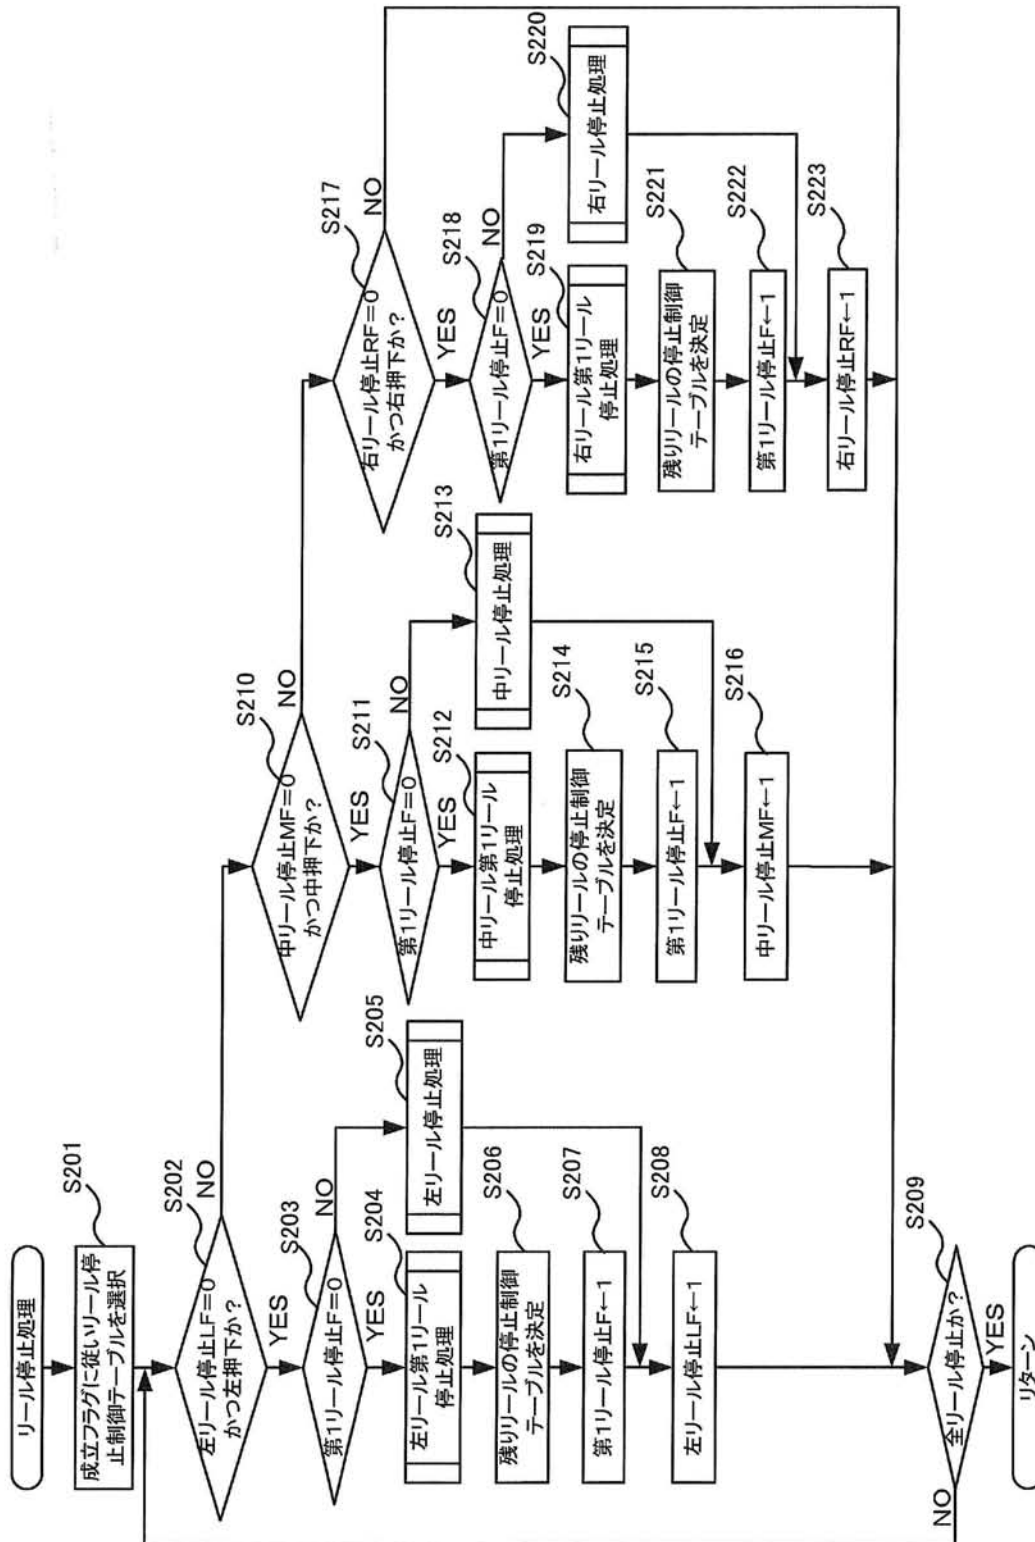 リール停止処理
S201
成立フラグに従いリール停
止制御テーブルを選択
S202
左リール停止LF=0
かつ左押下か?
NO
YES
S203
第1リール停止F=0
NO
YES
S204
左リール第1リール
停止処理
S205
左リール停止処理
S206
残りリールの停止制御
テーブルを決定
S207
第1リール停止F←1
S208
左リール停止LF←1
S209
全リール停止か?
NO
YES
リターン
S210
中リール停止MF=0
かつ中押下か?
NO
YES
S211
第1リール停止F=0
NO
YES
S212
中リール第1リール
停止処理
S213
中リール停止処理
S214
残りリールの停止制御
テーブルを決定
S215
第1リール停止F←1
S216
中リール停止MF←1
S217
右リール停止RF=0
かつ右押下か?
NO
YES
S218
第1リール停止F=0
NO
YES
S219
右リール第1リール
停止処理
S220
右リール停止処理
S221
残りリールの停止制御
テーブルを決定
S222
第1リール停止F←1
S223
右リール停止RF←1